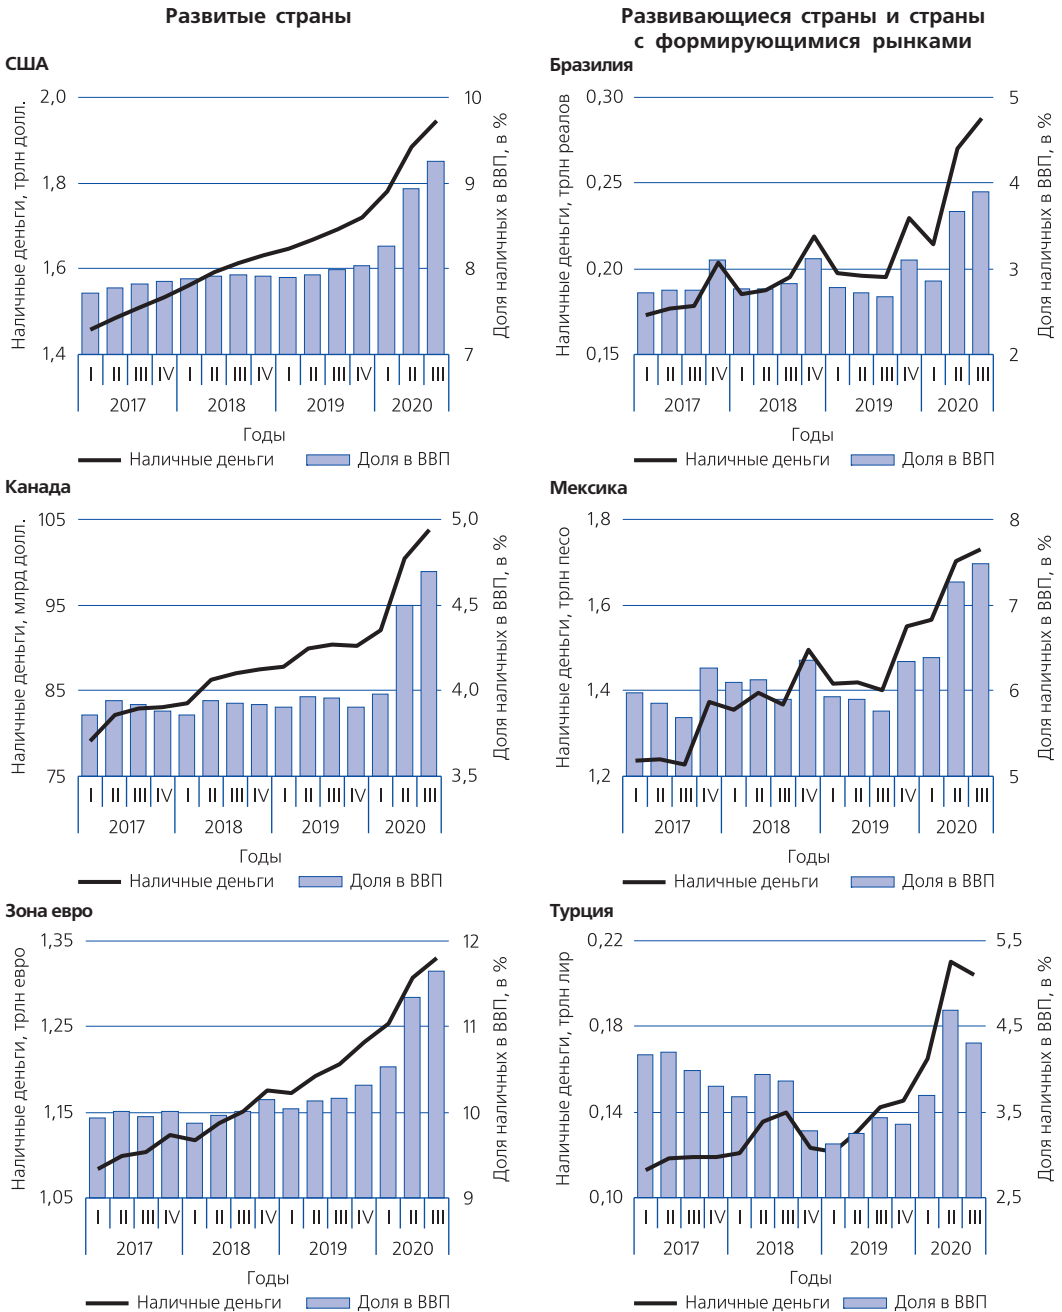 Развитые страны
Развивающиеся страны и страны
с формирующимися рынками
США
Наличные деньги, трлн долл.
2,0
1,8
1,6
1,4
10
9
8
7
Доля наличных в ВВП, в %
I II III IV I II III IV I II III IV I II III
2017 2018 2019 2020
Годы
Наличные деньги Доля в ВВП
Бразилия
Наличные деньги, трлн реалов
0,30
0,25
0,20
0,15
5
4
3
2
Доля наличных в ВВП, в %
I II III IV I II III IV I II III IV I II III
2017 2018 2019 2020
Годы
Наличные деньги Доля в ВВП
Канада
Наличные деньги, млрд долл.
105
95
85
75
5,0
4,5
4,0
3,5
Доля наличных в ВВП, в %
I II III IV I II III IV I II III IV I II III
2017 2018 2019 2020
Годы
Наличные деньги Доля в ВВП
Мексика
Наличные деньги, трлн песо
1,8
1,6
1,4
1,2
8
7
6
5
Доля наличных в ВВП, в %
I II III IV I II III IV I II III IV I II III
2017 2018 2019 2020
Годы
Наличные деньги Доля в ВВП
Зона евро
Наличные деньги, трлн евро
1,35
1,25
1,15
1,05
12
11
10
9
Доля наличных в ВВП, в %
I II III IV I II III IV I II III IV I II III
2017 2018 2019 2020
Годы
Наличные деньги Доля в ВВП
Турция
Наличные деньги, трлн лир
0,22
0,18
0,14
0,10
5,5
4,5
3,5
2,5
Доля наличных в ВВП, в %
I II III IV I II III IV I II III IV I II III
2017 2018 2019 2020
Годы
Наличные деньги Доля в ВВП